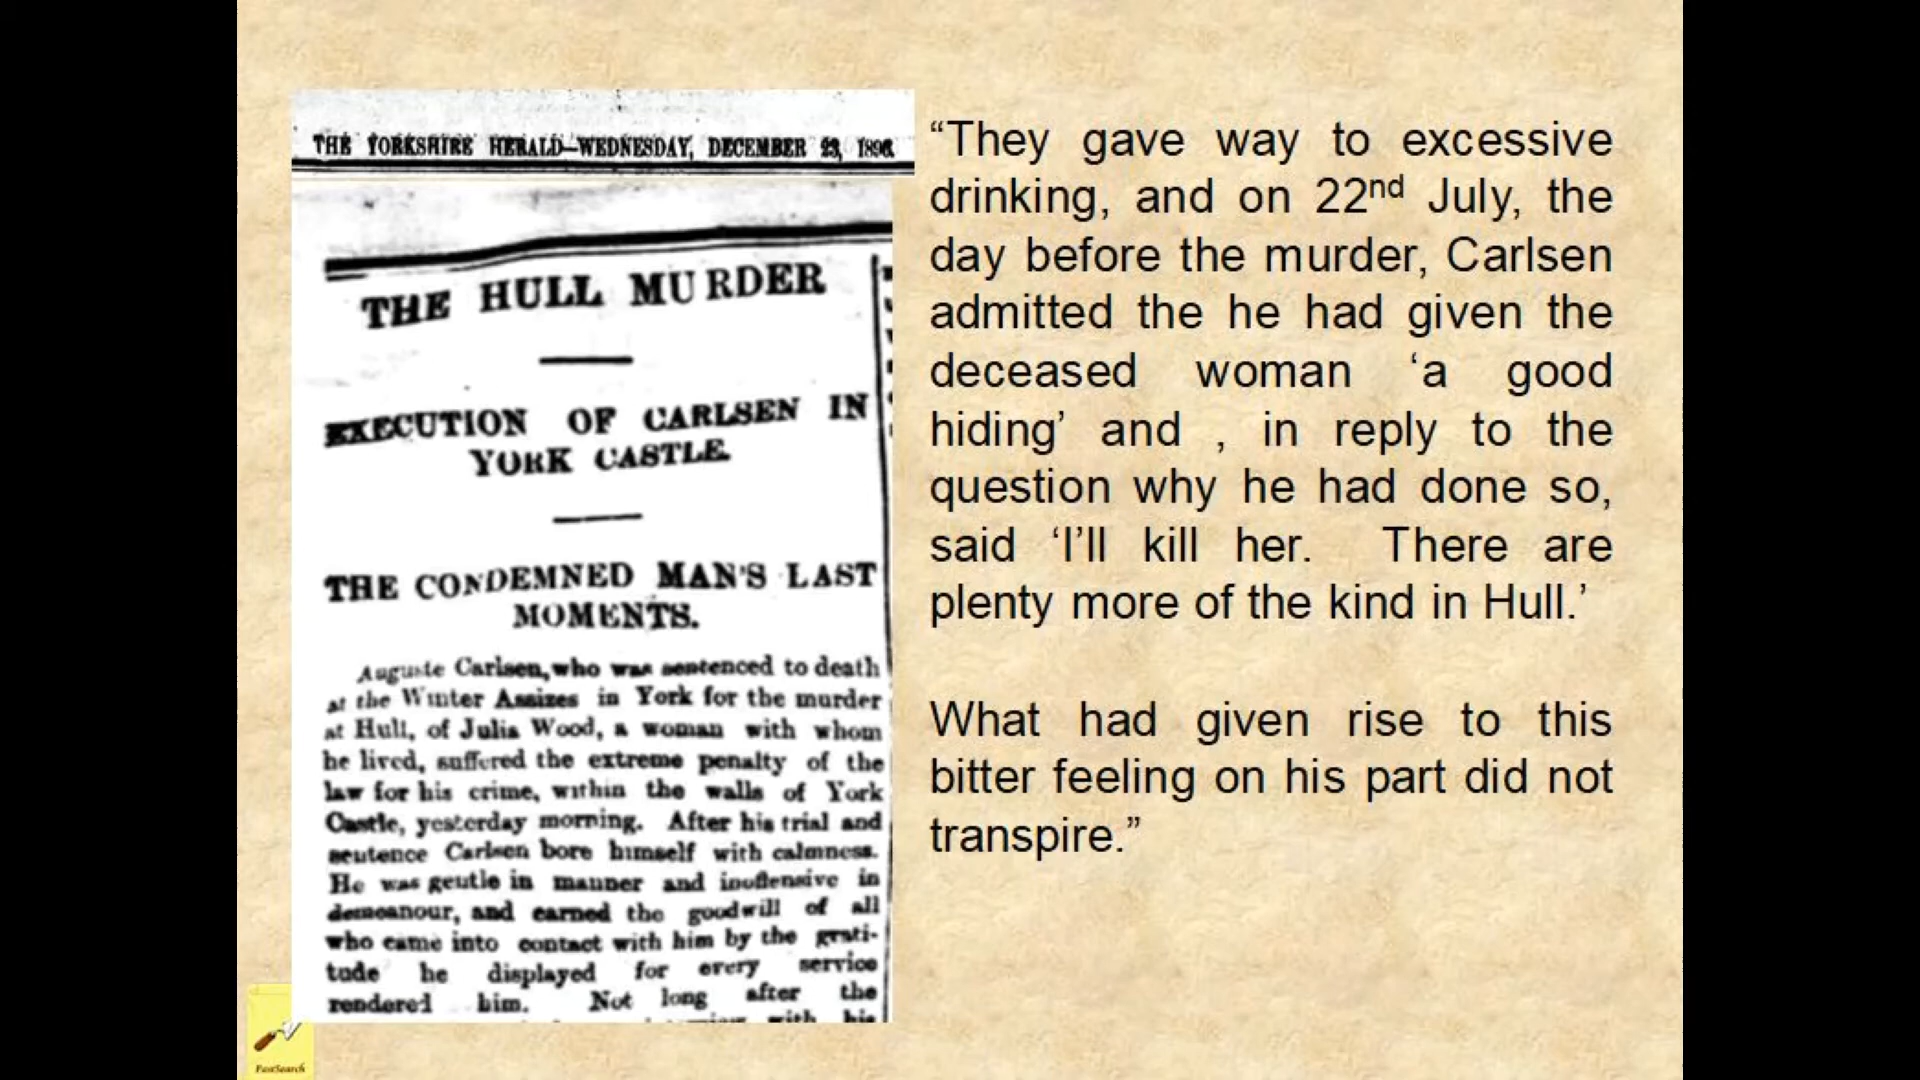 THE YORKSHIRE HERALD—WEDNESDAY, DECEMBER 23, 1896.
THE HULL MURDER
EXECUTION OF CARLSEN IN
YORK CASTLE.
THE CONDEMNED MAN'S LAST
MOMENTS.
Auguste Carlsen, who was sentenced to death
at the Winter Assizes in York for the murder
at Hull, of Julia Wood, a woman with whom
he lived, suffered the extreme penalty of the
law for his crime, within the walls of York
Castle, yesterday morning. After his trial and
sentence Carlsen bore himself with calmness.
He was gentle in manner and inoffensive in
demeanour, and earned the goodwill of all
who came into contact with him by the grati-
tude he displayed for every service
rendered him. Not long after the
with his
“They gave way to excessive
drinking, and on 22nd July, the
day before the murder, Carlsen
admitted the he had given the
deceased woman ‘a good
hiding’ and , in reply to the
question why he had done so,
said ‘I’ll kill her. There are
plenty more of the kind in Hull.’
What had given rise to this
bitter feeling on his part did not
transpire.”
PastSearch